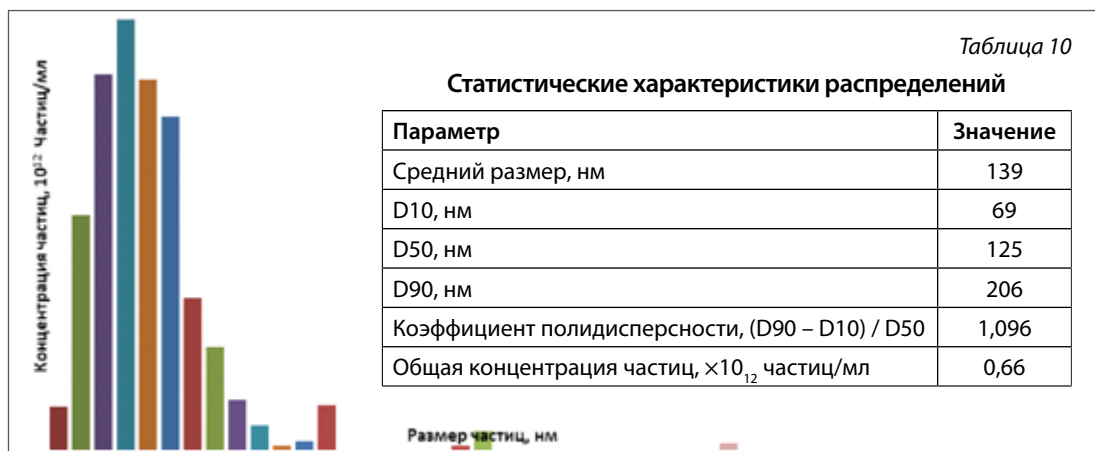 Таблица 10
Статистические характеристики распределений
Параметр Значение
Средний размер, нм 139
D10, нм 69
D50, нм 125
D90, нм 206
Коэффициент полидисперсности, (D90 – D10) / D50 1,096
Общая концентрация частиц, ×10₁₂ частиц/мл 0,66
Концентрация частиц, 10¹² Частиц/мл
Размер частиц, нм